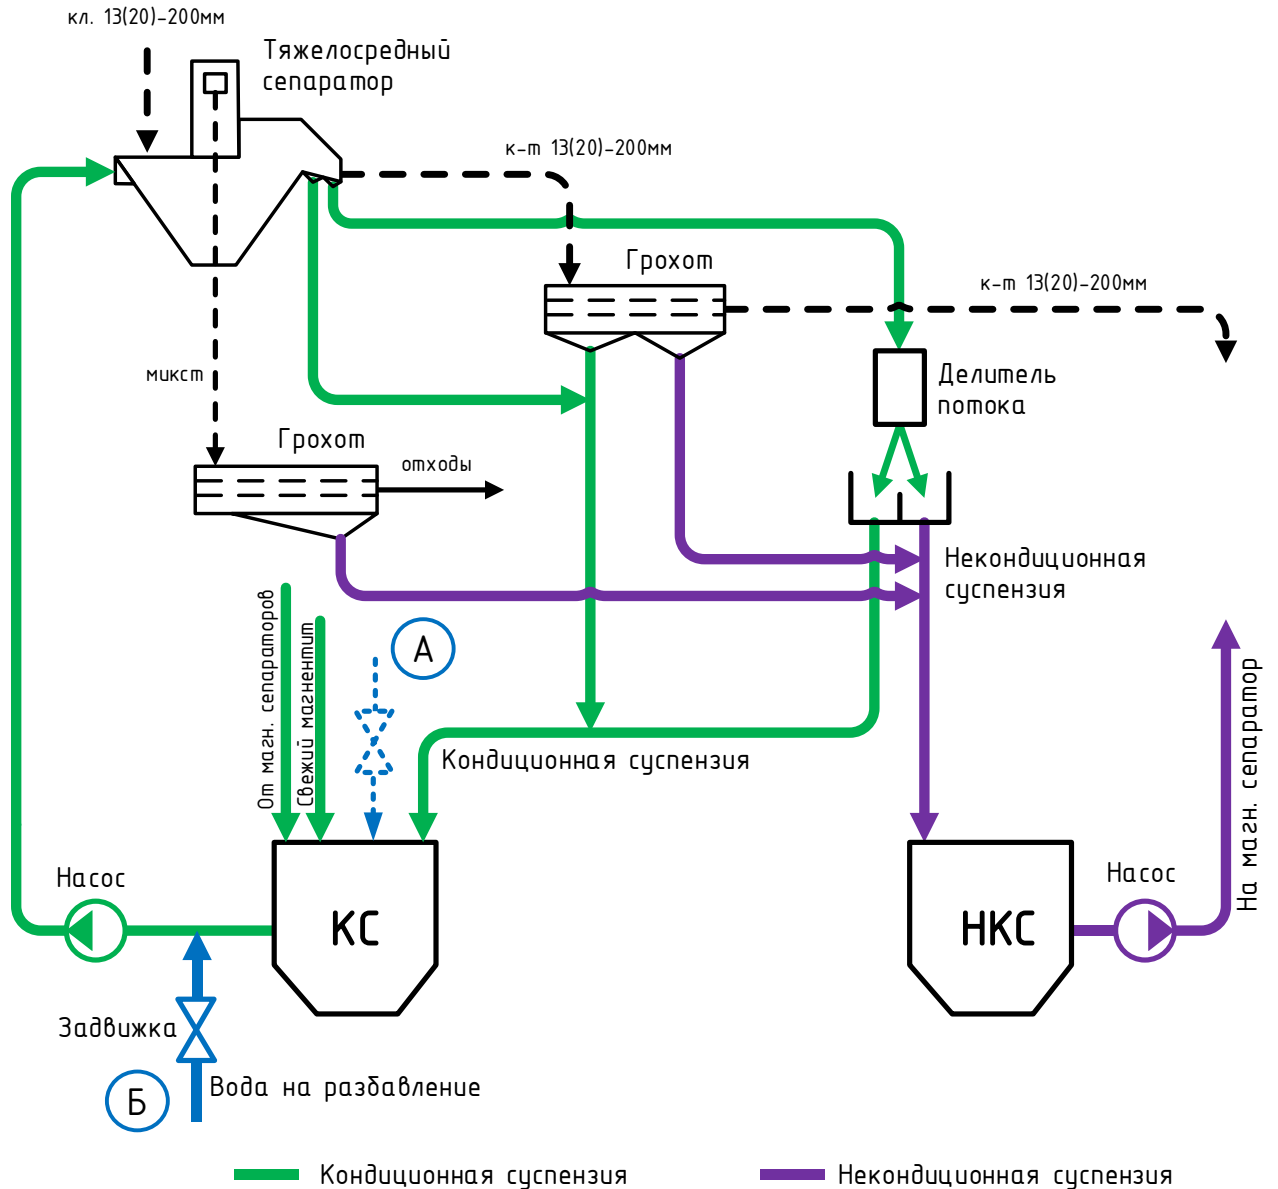 кл. 13(20)-200мм
Тяжелосредный
сепаратор
к-т 13(20)-200мм
Грохот
к-т 13(20)-200мм
микст
Делитель
потока
Грохот
отходы
Некондиционная
суспензия
От магн. сепараторов
Свежий магнентит
А
Кондиционная суспензия
На магн. сепаратор
Насос
Насос
КС
НКС
Задвижка
Б
Вода на разбавление
Кондиционная суспензия
Некондиционная суспензия